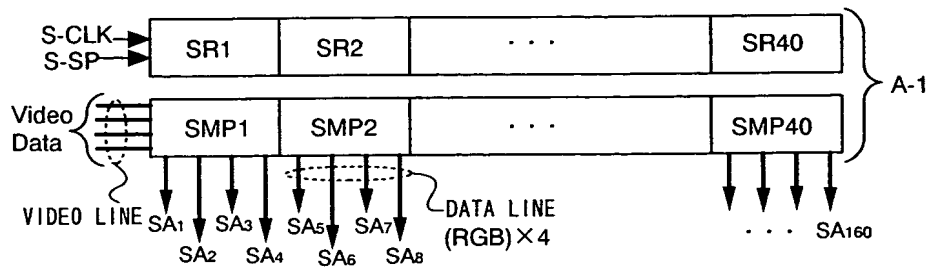 S-CLK
S-SP
SR1
SR2
· · ·
SR40
A-1
Video
Data
SMP1
SMP2
· · ·
SMP40
VIDEO LINE
SA1
SA2
SA3
SA4
SA5
SA6
SA7
SA8
DATA LINE
(RGB)×4
· · ·
SA160